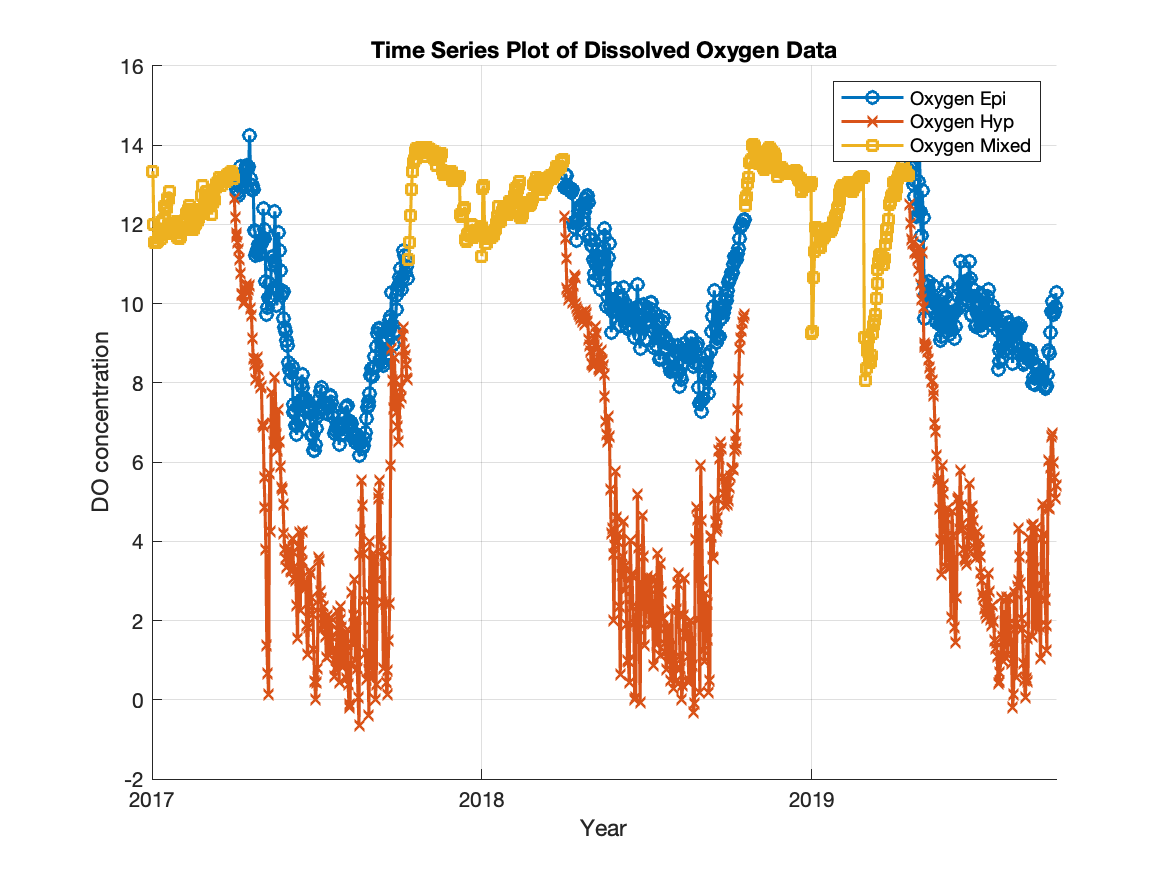 Time Series Plot of Dissolved Oxygen Data
16
14
12
10
8
6
4
2
0
-2
DO concentration
Oxygen Epi
Oxygen Hyp
Oxygen Mixed
2017
2018
2019
Year